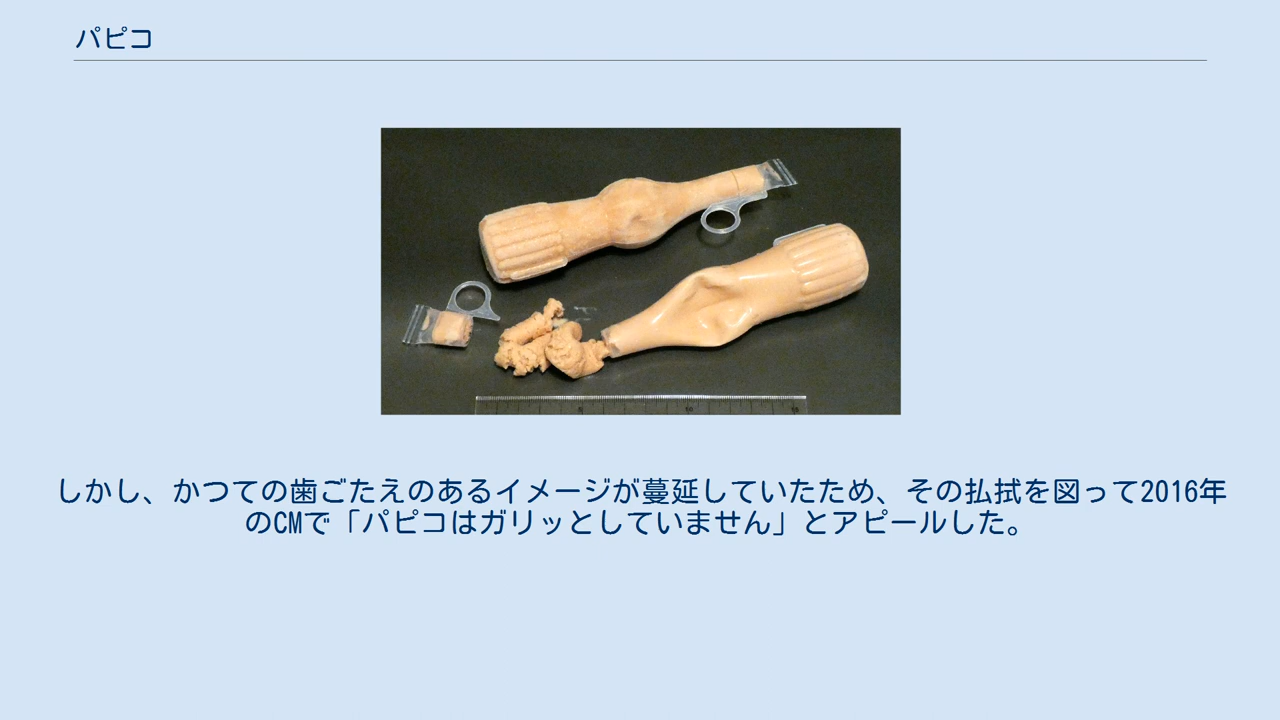 パピコ
5 10 15
しかし、かつての歯ごたえのあるイメージが蔓延していたため、その払拭を図って2016年
のCMで「パピコはガリッとしていません」とアピールした。